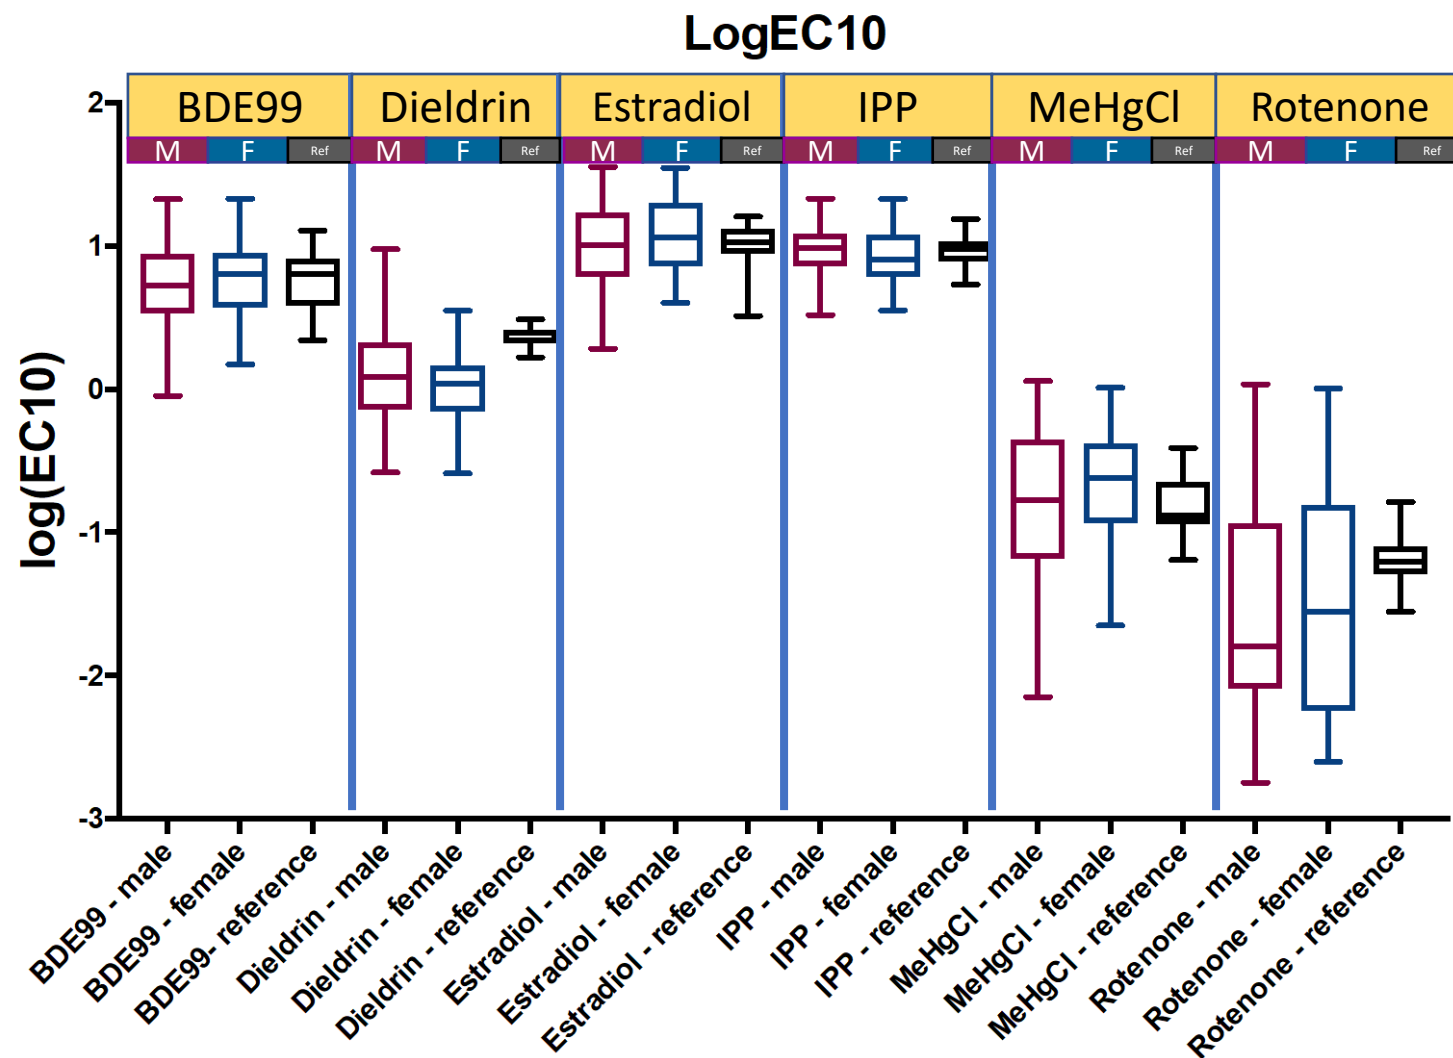 LogEC10
BDE99 Dieldrin Estradiol IPP MeHgCl Rotenone
M F Ref M F Ref M F Ref M F Ref M F Ref M F Ref
log(EC10)
2
1
0
-1
-2
-3
BDE99 - male
BDE99 - female
BDE99- reference
Dieldrin - male
Dieldrin - female
Dieldrin - reference
Estradiol - male
Estradiol - female
Estradiol - reference
IPP - male
IPP - female
IPP - reference
MeHgCl - male
MeHgCl - female
MeHgCl - reference
Rotenone - male
Rotenone - female
Rotenone - reference